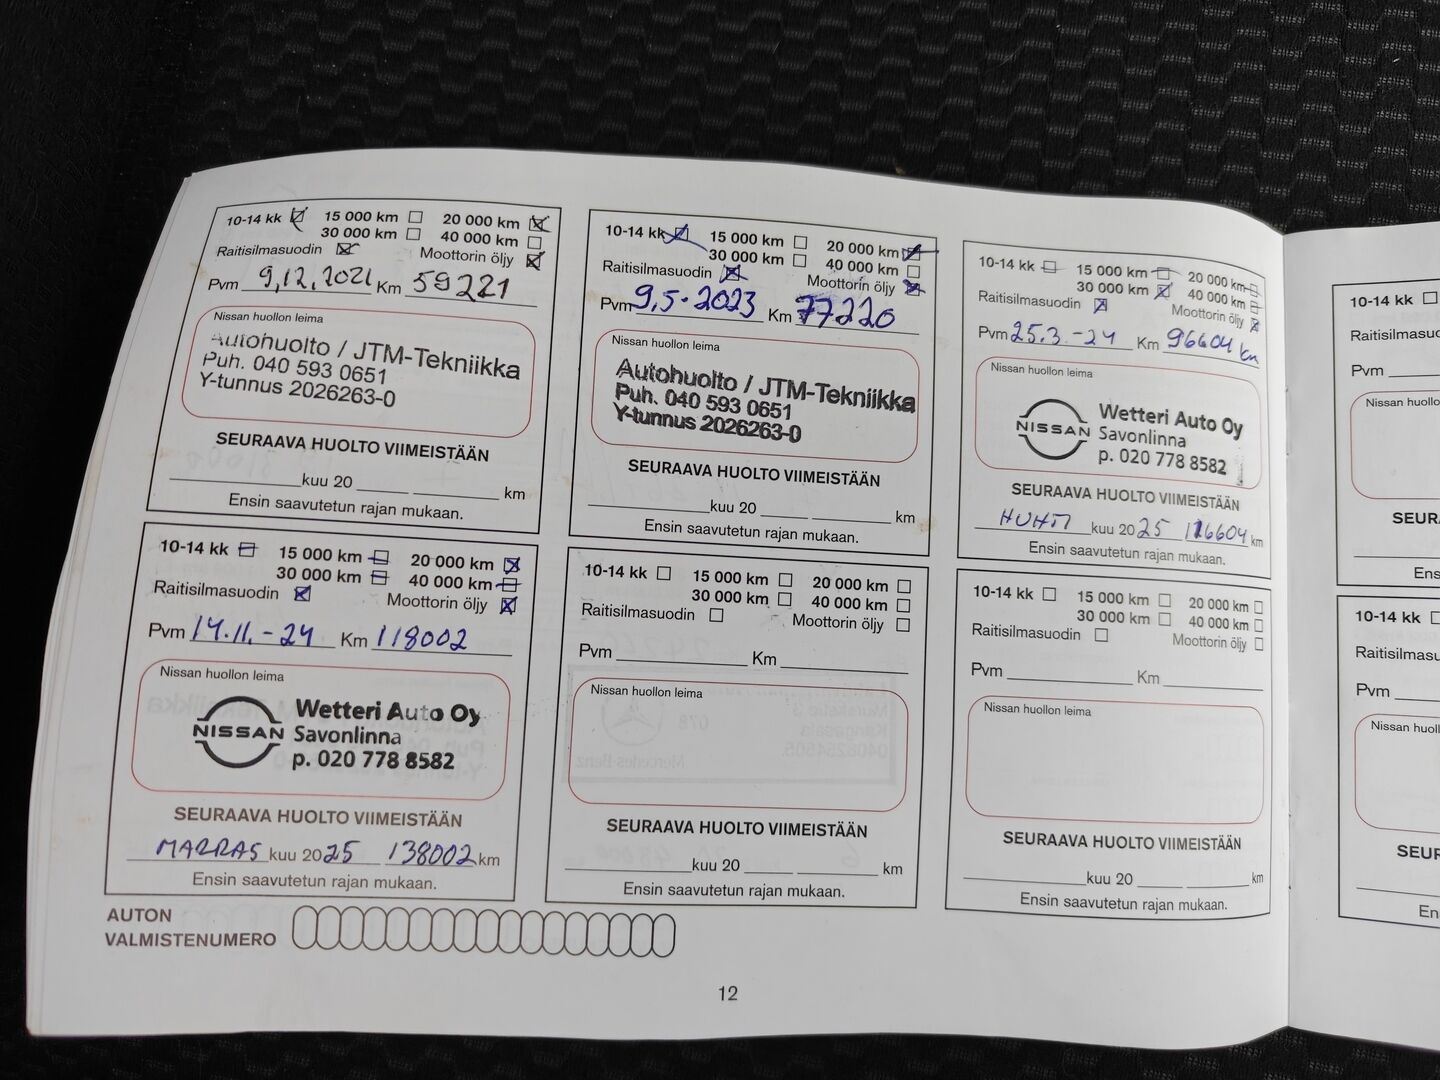 10-14 kk 15 000 km 20 000 km
30 000 km 40 000 km
Raitisilmasuodin Moottorin öljy
Pvm 9.12.2021 Km 59221
Nissan huollon leima
Autohuolto / JTM-Tekniikka
Puh. 040 593 0651
Y-tunnus 2026263-0
SEURAAVA HUOLTO VIIMEISTÄÄN
kuu 20 km
Ensin saavutetun rajan mukaan.
10-14 kk 15 000 km 20 000 km
30 000 km 40 000 km
Raitisilmasuodin Moottorin öljy
Pvm 9.5.2023 Km 77220
Nissan huollon leima
Autohuolto / JTM-Tekniikka
Puh. 040 593 0651
Y-tunnus 2026263-0
SEURAAVA HUOLTO VIIMEISTÄÄN
kuu 20 km
Ensin saavutetun rajan mukaan.
10-14 kk 15 000 km 20 000 km
30 000 km 40 000 km
Raitisilmasuodin Moottorin öljy
Pvm 25.3.-24 Km 96604 km
Nissan huollon leima
NISSAN
Wetteri Auto Oy
Savonlinna
p. 020 778 8582
SEURAAVA HUOLTO VIIMEISTÄÄN
HUHTI kuu 2025 116604 km
Ensin saavutetun rajan mukaan.
10-14 kk
Pvm
Nissan huollo
SEUR
Ens
10-14 kk 15 000 km 20 000 km
30 000 km 40 000 km
Raitisilmasuodin Moottorin öljy
Pvm 14.11.-24 Km 118002
Nissan huollon leima
NISSAN
Wetteri Auto Oy
Savonlinna
p. 020 778 8582
SEURAAVA HUOLTO VIIMEISTÄÄN
MARRAS kuu 2025 138002 km
Ensin saavutetun rajan mukaan.
10-14 kk 15 000 km 20 000 km
30 000 km 40 000 km
Raitisilmasuodin Moottorin öljy
Pvm Km
Nissan huollon leima
SEURAAVA HUOLTO VIIMEISTÄÄN
kuu 20 km
Ensin saavutetun rajan mukaan.
10-14 kk 15 000 km 20 000 km
30 000 km 40 000 km
Raitisilmasuodin Moottorin öljy
Pvm Km
Nissan huollon leima
SEURAAVA HUOLTO VIIMEISTÄÄN
kuu 20 km
Ensin saavutetun rajan mukaan.
10-14 kk
Raitisilmasu
Pvm
Nissan huoll
SEUR
En
AUTON
VALMISTENUMERO
12